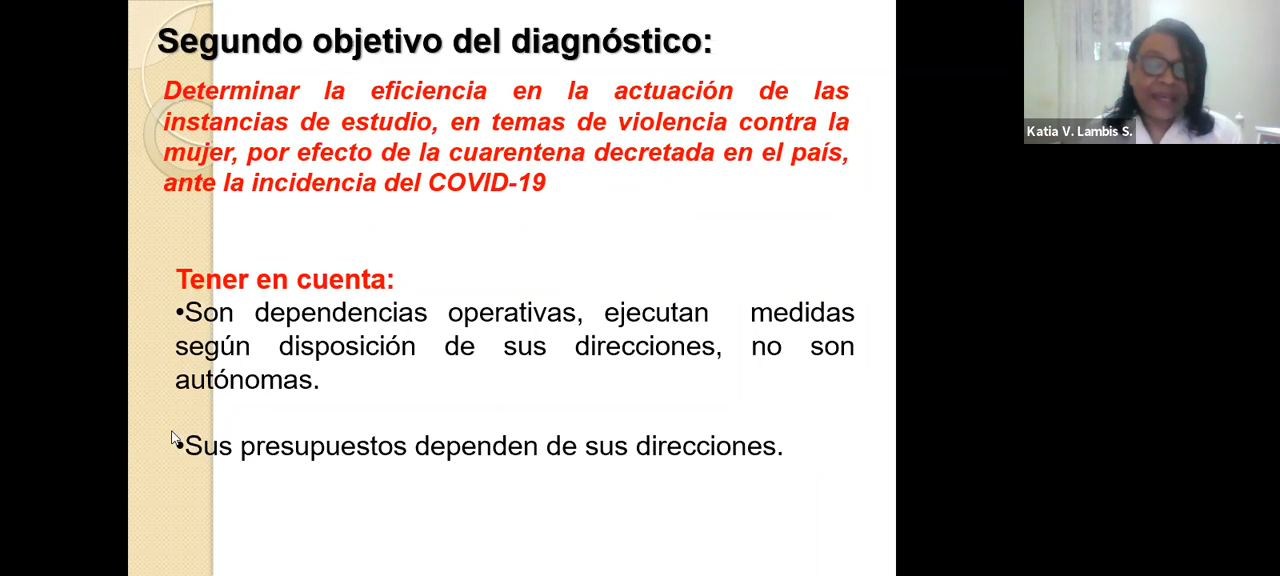 Segundo objetivo del diagnóstico:
Determinar la eficiencia en la actuación de las
instancias de estudio, en temas de violencia contra la
mujer, por efecto de la cuarentena decretada en el país,
ante la incidencia del COVID-19
Tener en cuenta:
•Son dependencias operativas, ejecutan medidas
según disposición de sus direcciones, no son
autónomas.
•Sus presupuestos dependen de sus direcciones.
Katia V. Lambis S.